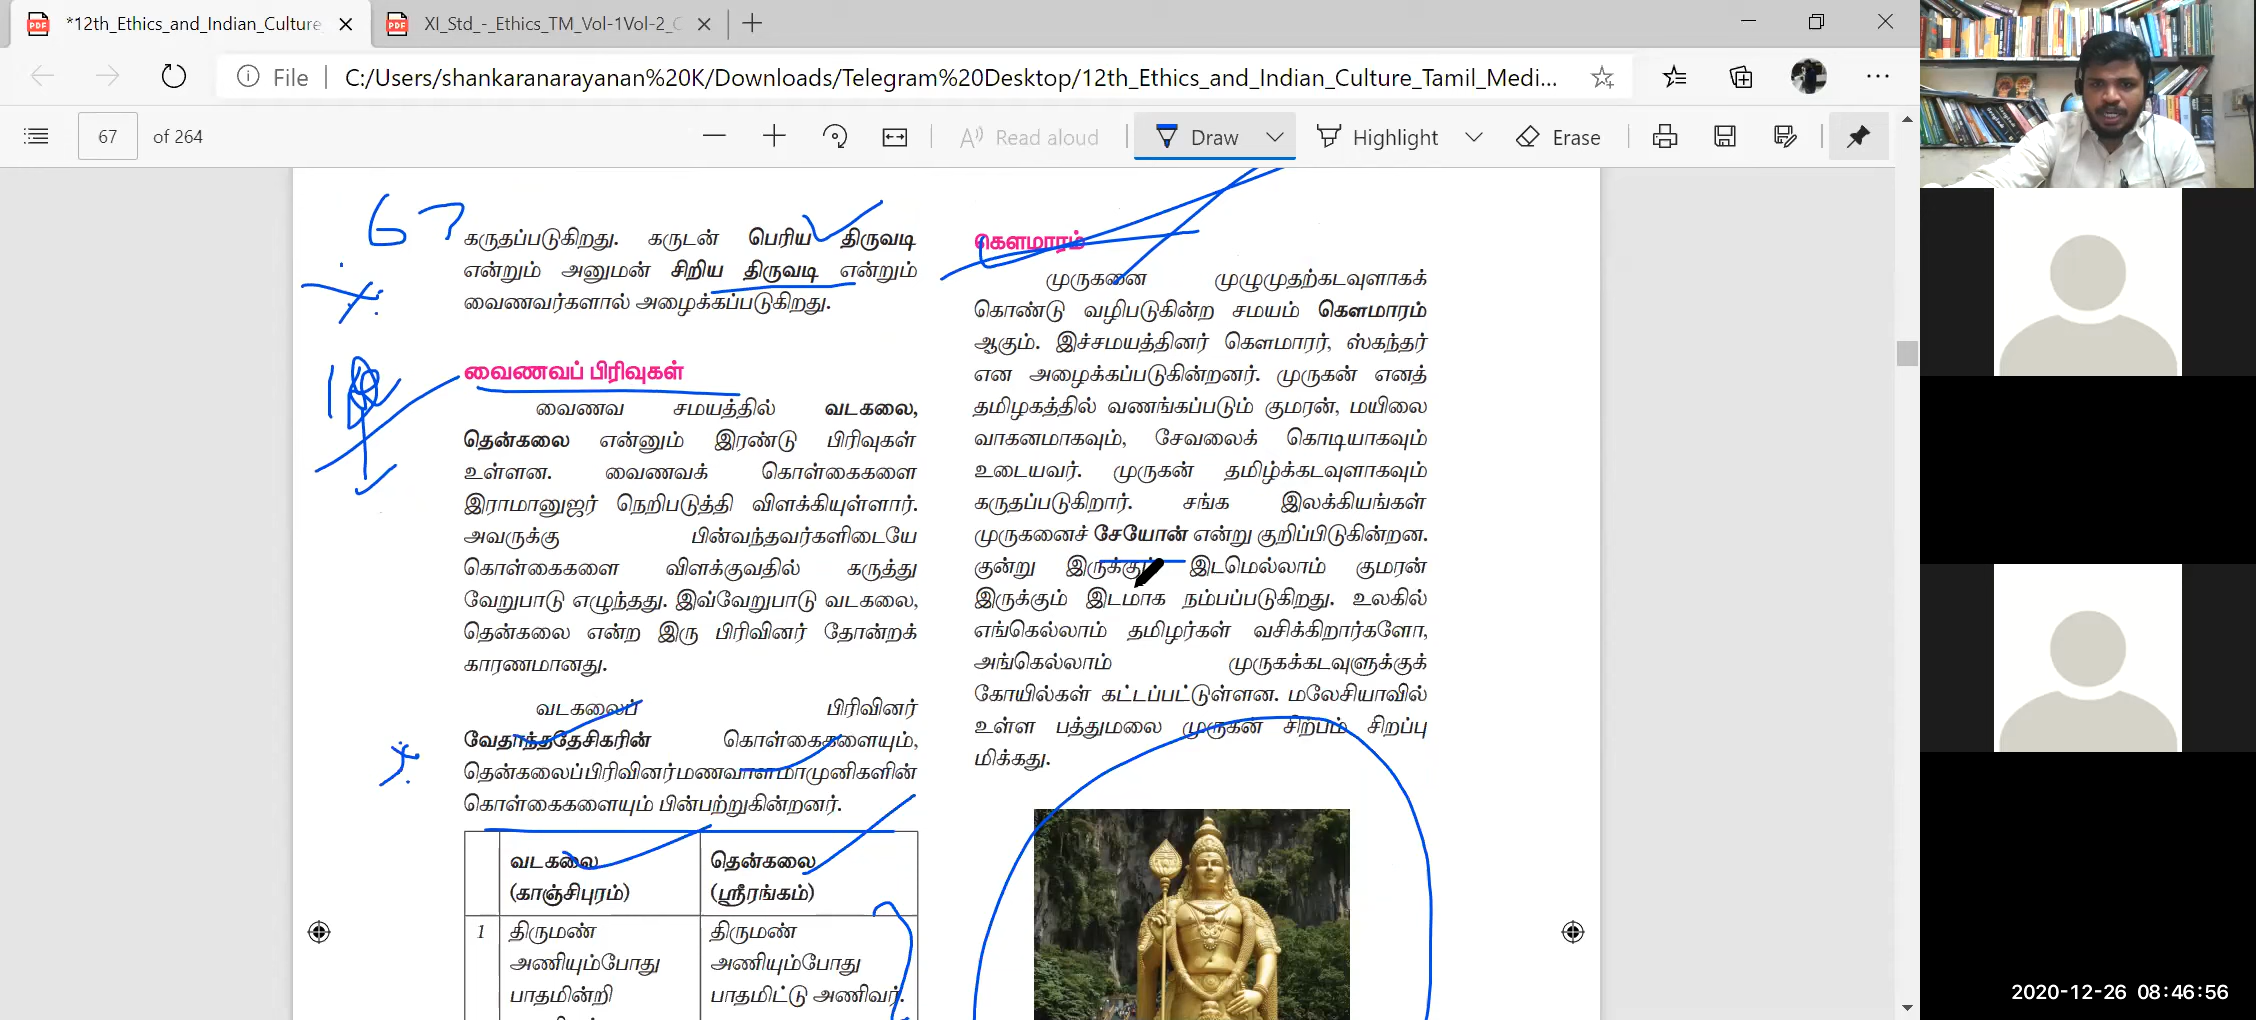 *12th_Ethics_and_Indian_Culture
XI_Std_-_Ethics_TM_Vol-1Vol-2_C
File
C:/Users/shankaranarayanan%20K/Downloads/Telegram%20Desktop/12th_Ethics_and_Indian_Culture_Tamil_Medi...
67 of 264
Read aloud
Draw
Highlight
Erase
67
கருதப்படுகிறது. கருடன் பெரிய திருவடி
என்றும் அனுமன் சிறிய திருவடி என்றும்
வைணவர்களால் அழைக்கப்படுகிறது.
வைணவப் பிரிவுகள்
வைணவ சமயத்தில் வடகலை,
தென்கலை என்னும் இரண்டு பிரிவுகள்
உள்ளன. வைணவக் கொள்கைகளை
இராமானுஜர் நெறிபடுத்தி விளக்கியுள்ளார்.
அவருக்கு பின்வந்தவர்களிடையே
கொள்கைகளை விளக்குவதில் கருத்து
வேறுபாடு எழுந்தது. இவ்வேறுபாடு வடகலை,
தென்கலை என்ற இரு பிரிவினர் தோன்றக்
காரணமானது.
வடகலைப் பிரிவினர்
வேதாந்ததேசிகரின் கொள்கைகளையும்,
தென்கலைப்பிரிவினர்மணவாளமாமுனிகளின்
கொள்கைகளையும் பின்பற்றுகின்றனர்.
வடகலை
(காஞ்சிபுரம்)
தென்கலை
(ஸ்ரீரங்கம்)
1
திருமண்
அணியும்போது
பாதமின்றி
திருமண்
அணியும்போது
பாதமிட்டு அணிவர்.
கௌமாரம்
முருகனை முழுமுதற்கடவுளாகக்
கொண்டு வழிபடுகின்ற சமயம் கௌமாரம்
ஆகும். இச்சமயத்தினர் கௌமாரர், ஸ்கந்தர்
என அழைக்கப்படுகின்றனர். முருகன் எனத்
தமிழகத்தில் வணங்கப்படும் குமரன், மயிலை
வாகனமாகவும், சேவலைக் கொடியாகவும்
உடையவர். முருகன் தமிழ்க்கடவுளாகவும்
கருதப்படுகிறார். சங்க இலக்கியங்கள்
முருகனைச் சேயோன் என்று குறிப்பிடுகின்றன.
குன்று இருக்கும் இடமெல்லாம் குமரன்
இருக்கும் இடமாக நம்பப்படுகிறது. உலகில்
எங்கெல்லாம் தமிழர்கள் வசிக்கிறார்களோ,
அங்கெல்லாம் முருகக்கடவுளுக்குக்
கோயில்கள் கட்டப்பட்டுள்ளன. மலேசியாவில்
உள்ள பத்துமலை முருகன் சிற்பம் சிறப்பு
மிக்கது.
2020-12-26 08:46:56